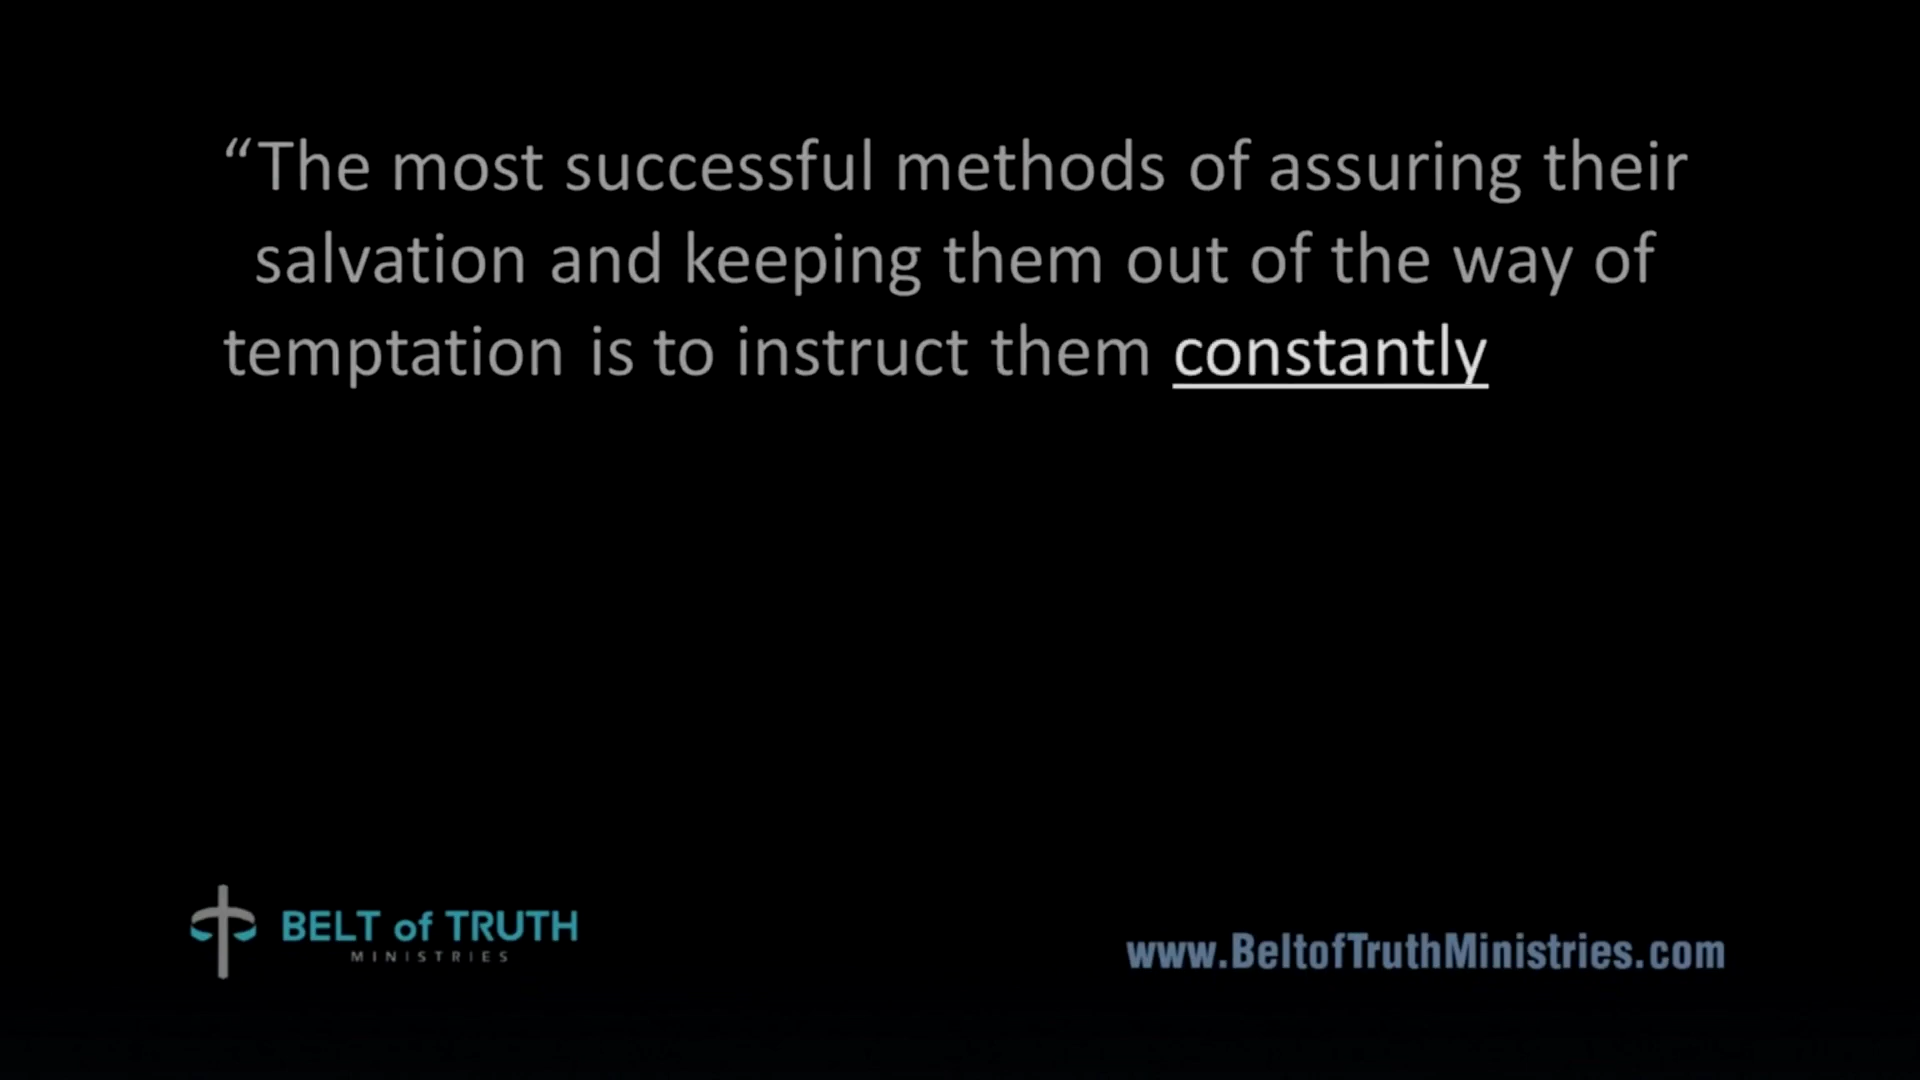 “The most successful methods of assuring their
salvation and keeping them out of the way of
temptation is to instruct them constantly
BELT of TRUTH
MINISTRIES
www.BeltofTruthMinistries.com